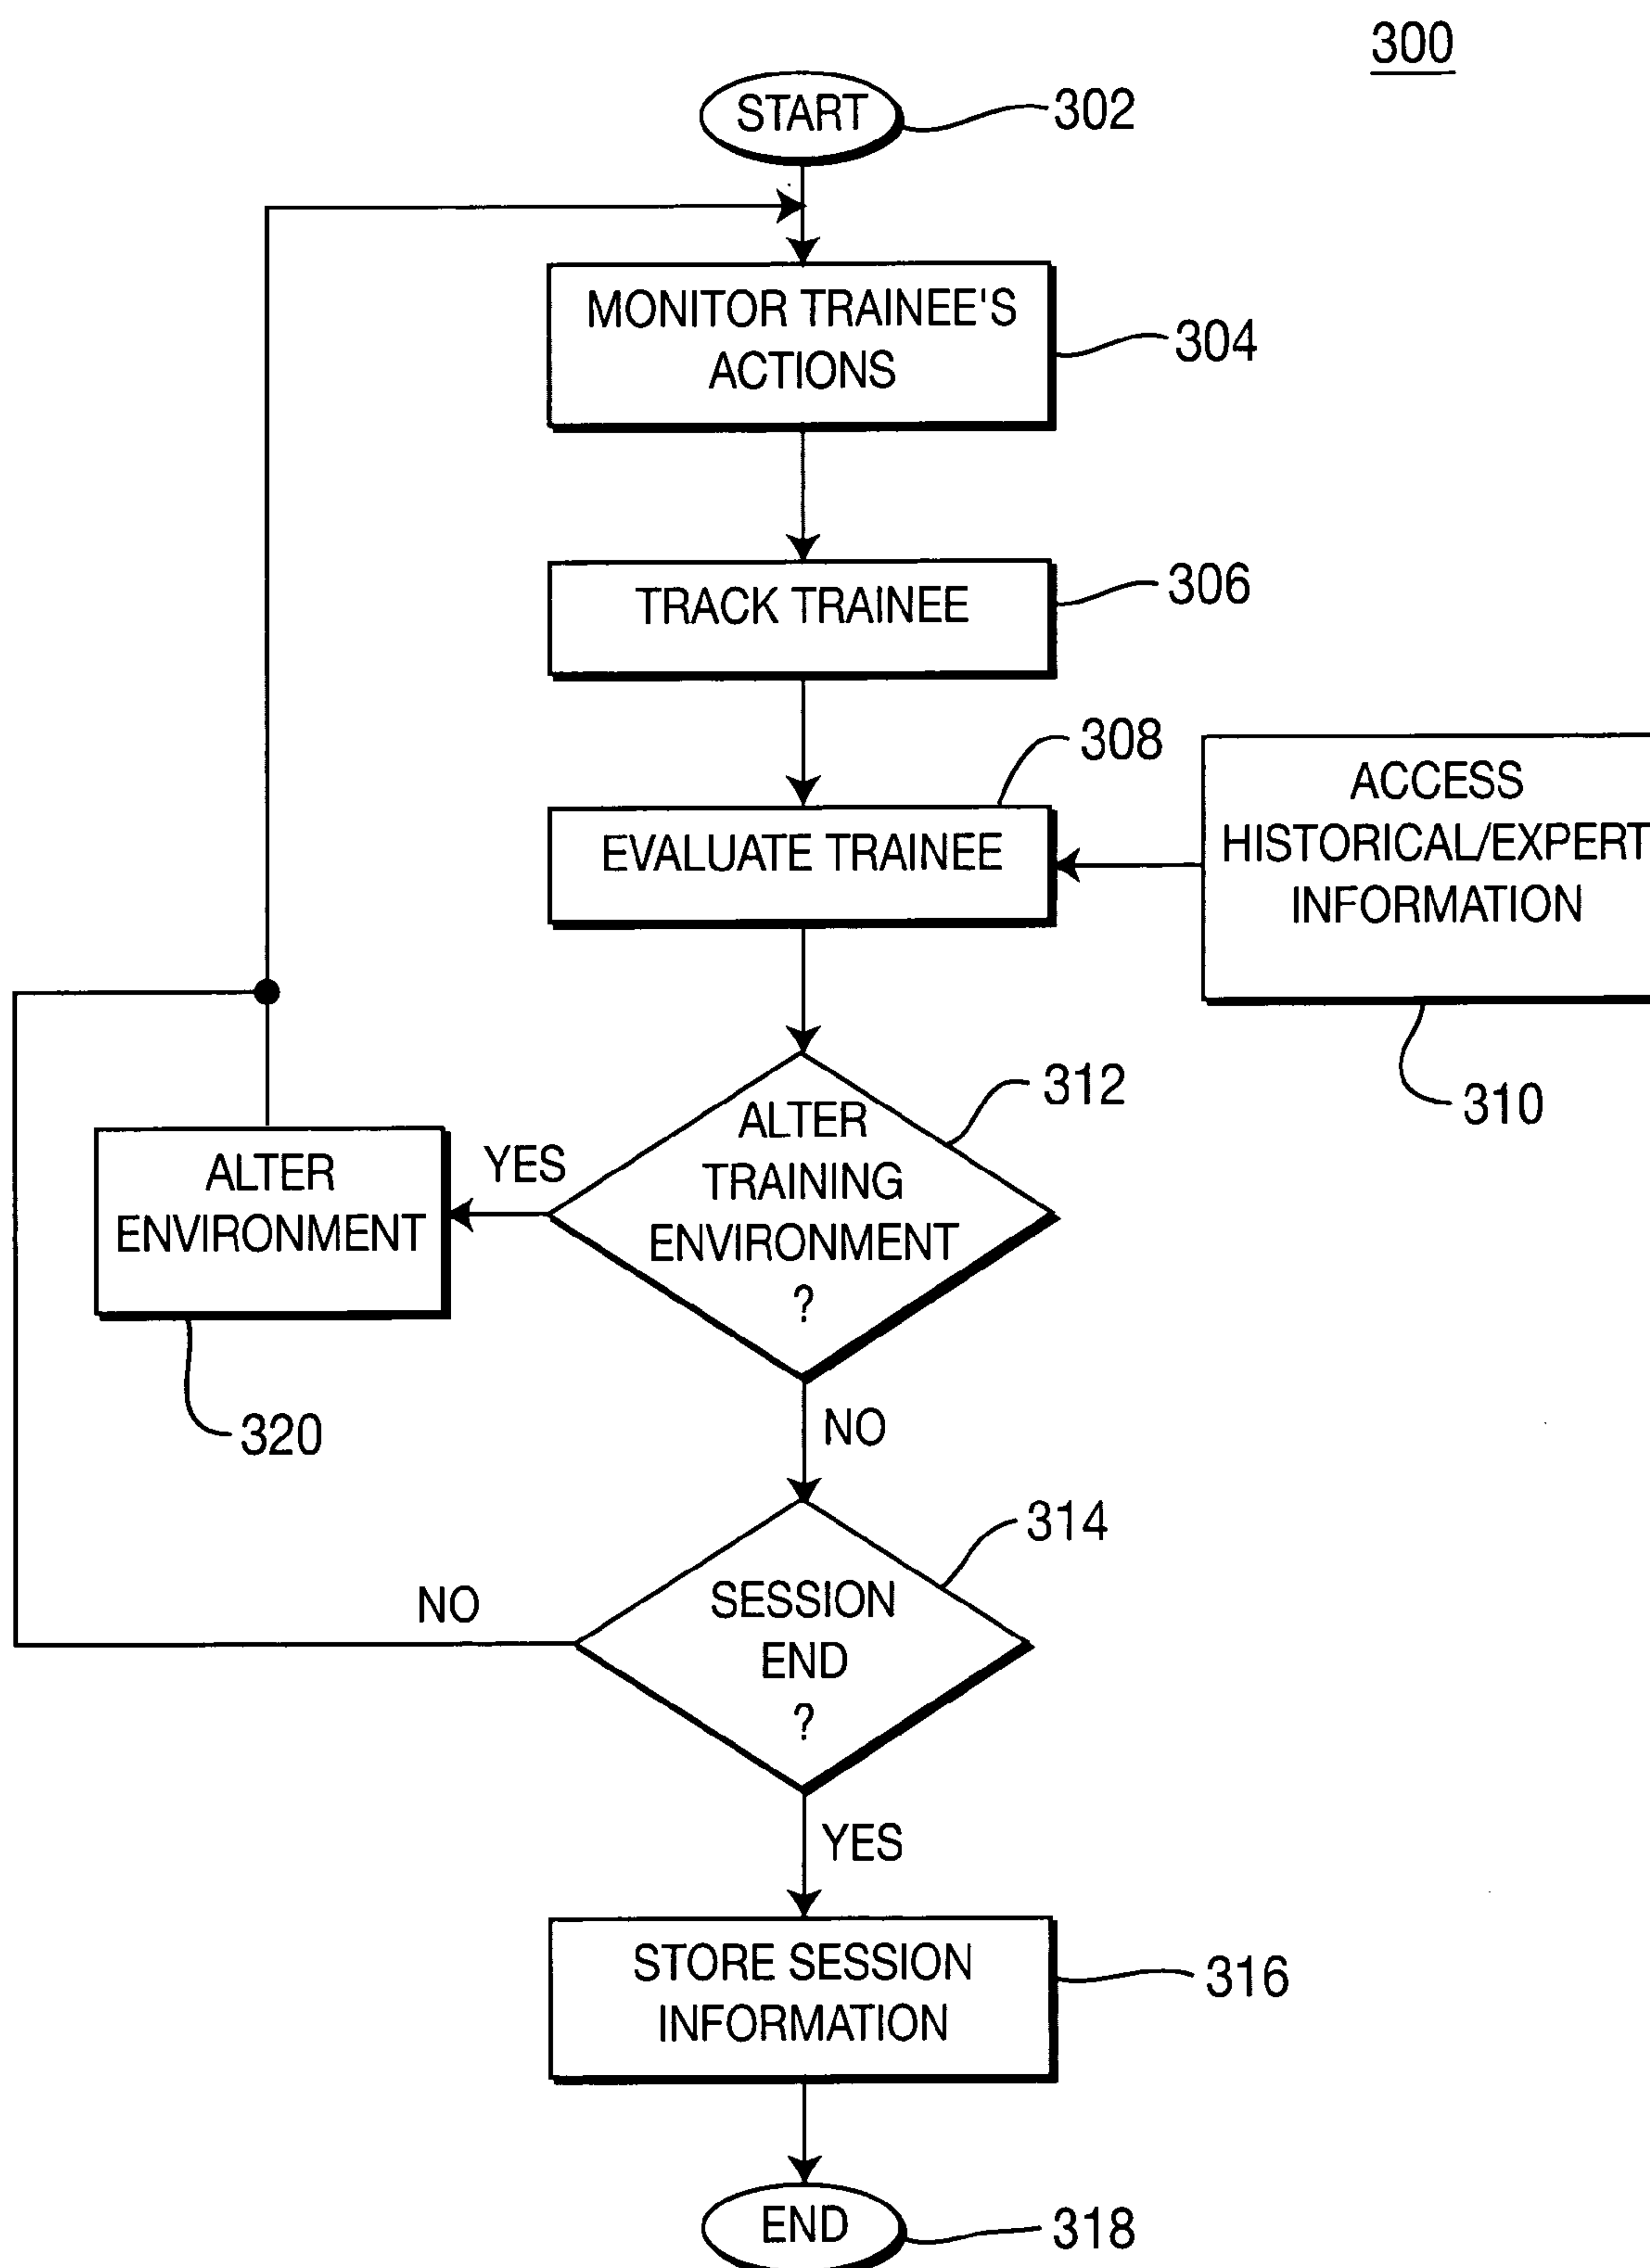 300
START
302
MONITOR TRAINEE'S
ACTIONS
304
TRACK TRAINEE
306
308
EVALUATE TRAINEE
ACCESS
HISTORICAL/EXPERT
INFORMATION
310
312
ALTER
TRAINING
ENVIRONMENT
?
YES
ALTER
ENVIRONMENT
320
NO
314
SESSION
END
?
NO
YES
STORE SESSION
INFORMATION
316
END
318